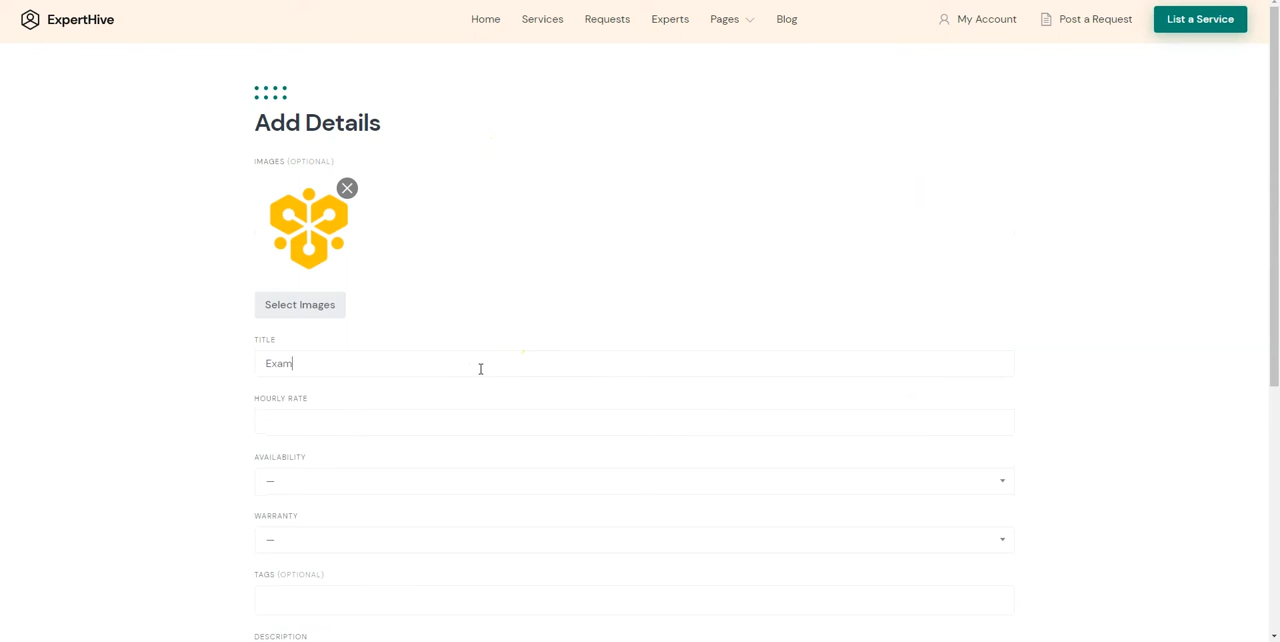 ExpertHive
Home Services Requests Experts Pages Blog
My Account Post a Request List a Service
Add Details
IMAGES (OPTIONAL)
Select Images
TITLE
Exam
HOURLY RATE
AVAILABILITY
—
WARRANTY
—
TAGS (OPTIONAL)
DESCRIPTION